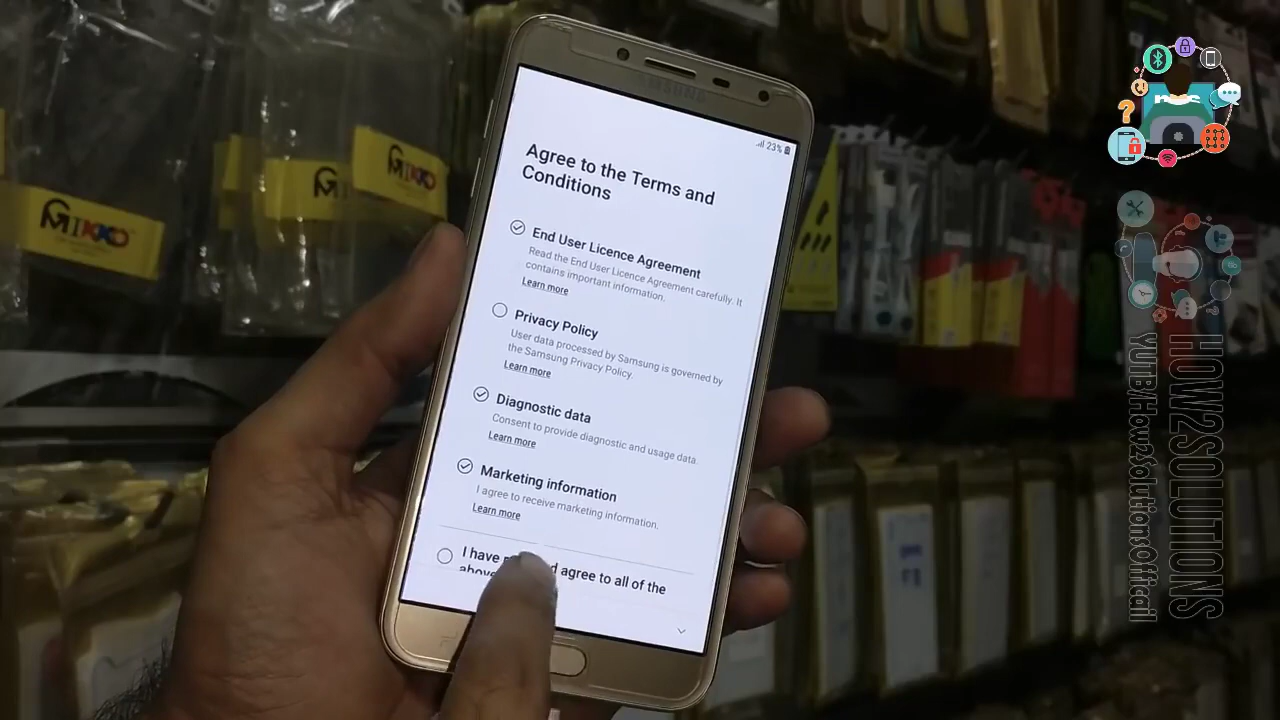 SAMSUNG
23%
Agree to the Terms and
Conditions
End User Licence Agreement
Read the End User Licence Agreement carefully. It
contains important information.
Learn more
Privacy Policy
User data processed by Samsung is governed by
the Samsung Privacy Policy.
Learn more
Diagnostic data
Consent to provide diagnostic and usage data.
Learn more
Marketing information
I agree to receive marketing information.
Learn more
I have agree to all of the
above
GMIKKO
GMIKKO
HOW2SOLUTIONS
YUTB/How2SolutionsOfficail